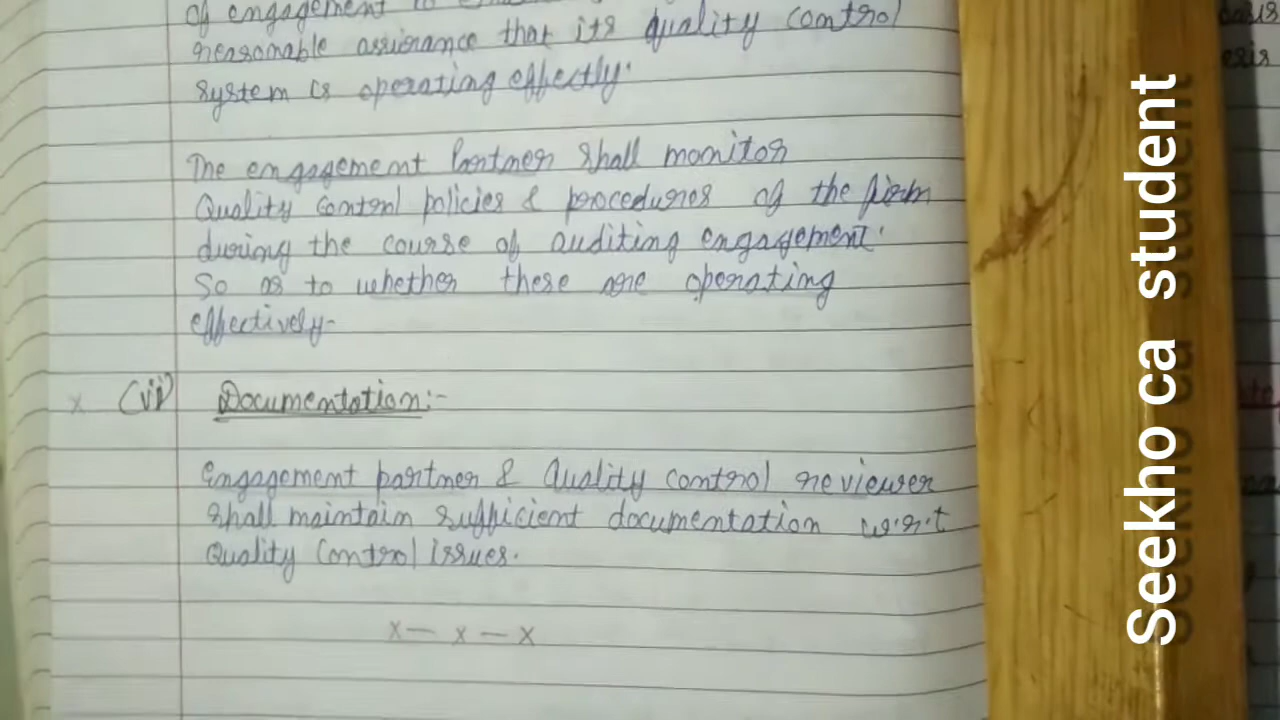 of engagement to
reasonable assurance that its quality control
system is operating effectly.
The engagement Partner shall monitor
Quality control policies & procedures of the firm
during the course of auditing engagement.
So as to whether these are operating
effectively-
x (vi) Documentation:-
Engagement partner & Quality control reviewer
shall maintain sufficient documentation w.r.t
Quality Control issues.
x — x — x
Seekho ca student